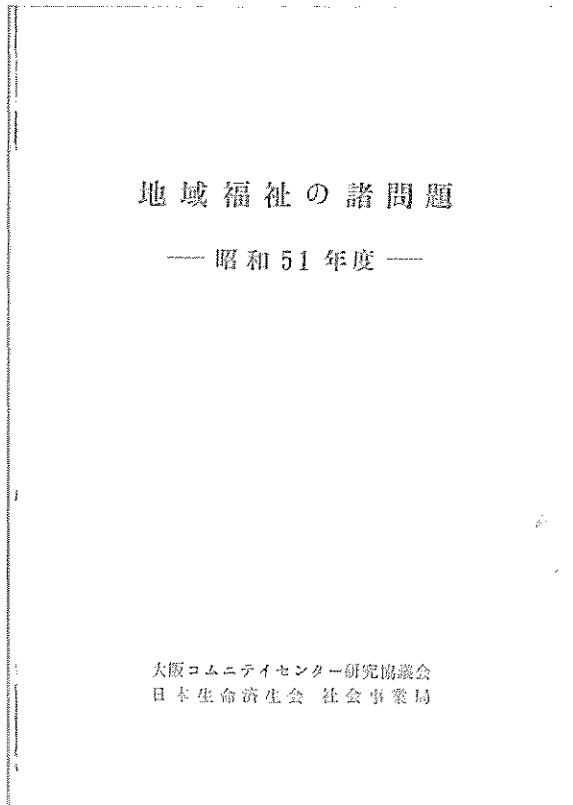 地域福祉の諸問題
── 昭和51年度 ──
大阪コムニテイセンター研究協議会
日本生命済生会 社会事業局